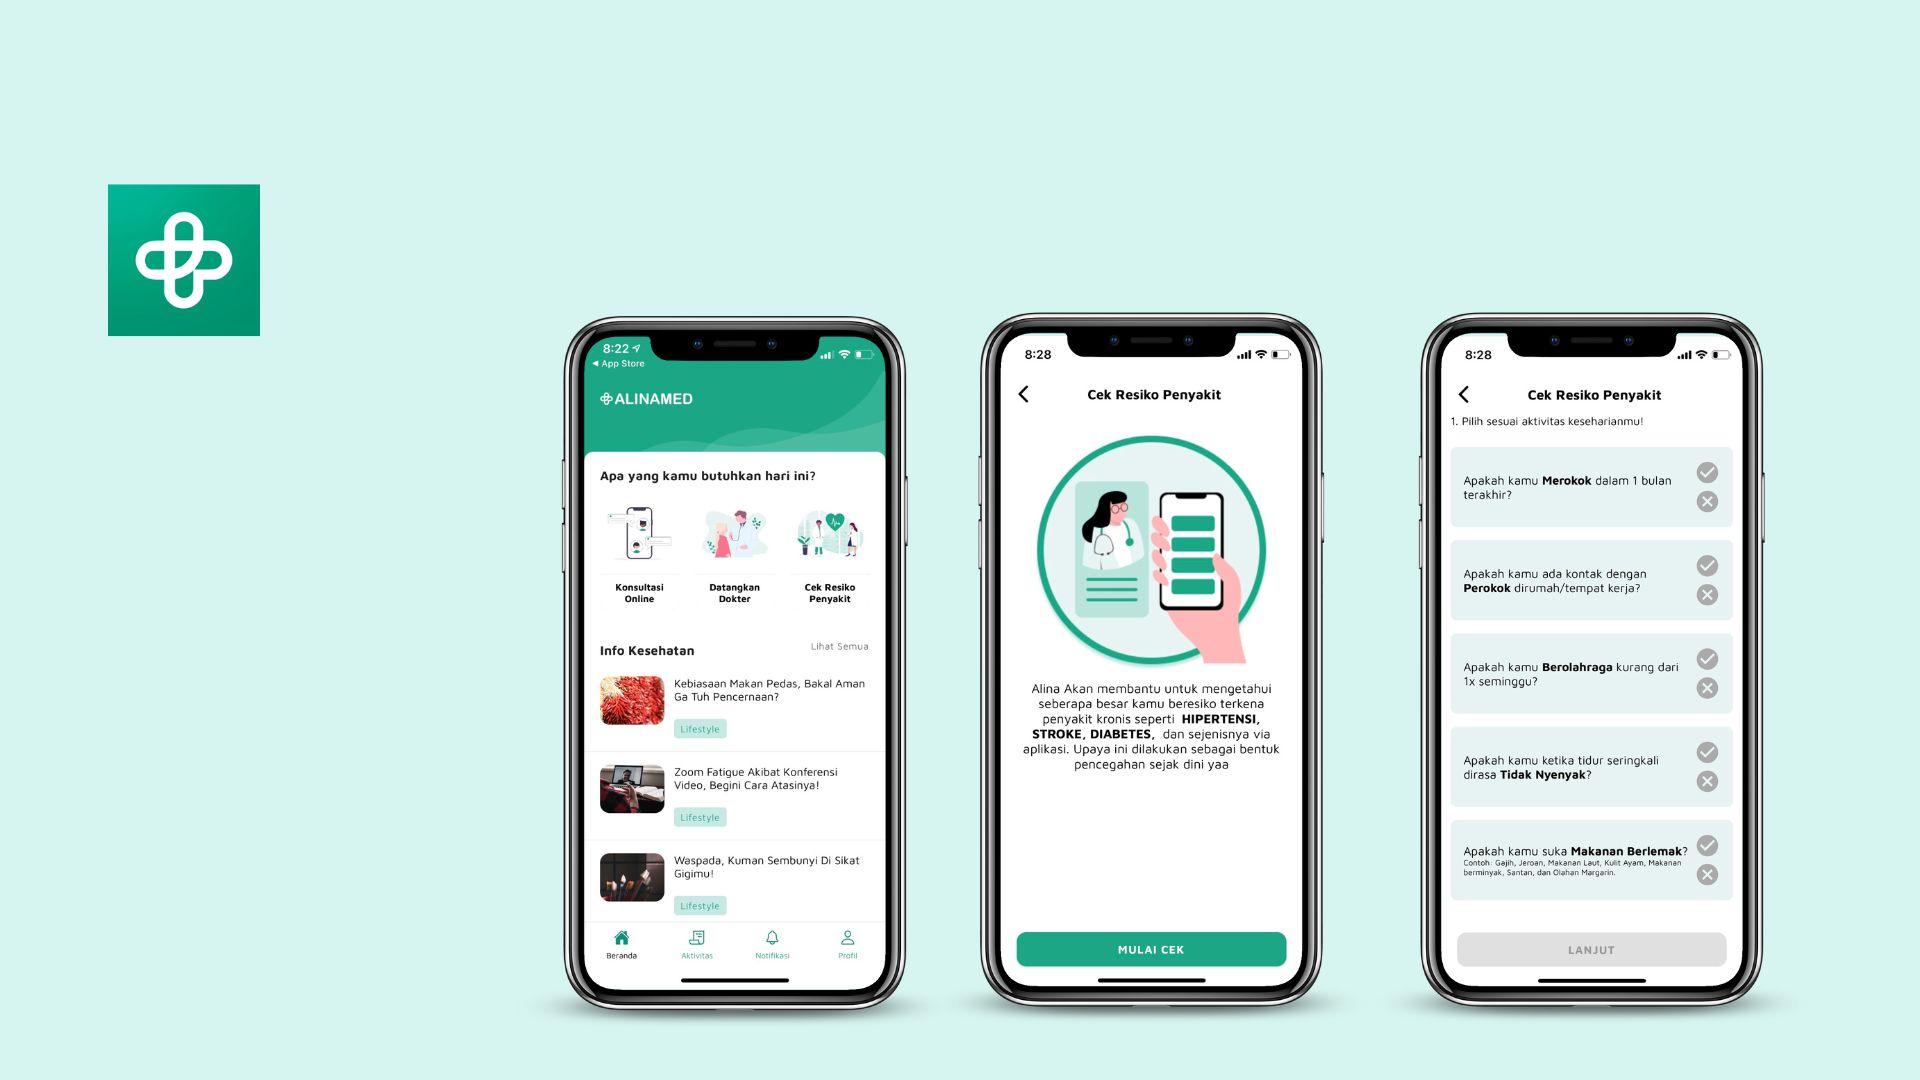 8:22
◀ App Store
ALINAMED
Apa yang kamu butuhkan hari ini?
Konsultasi
Online
Datangkan
Dokter
Cek Resiko
Penyakit
Info Kesehatan
Lihat Semua
Kebiasaan Makan Pedas, Bakal Aman
Ga Tuh Pencernaan?
Lifestyle
Zoom Fatigue Akibat Konferensi
Video, Begini Cara Atasinya!
Lifestyle
Waspada, Kuman Sembunyi Di Sikat
Gigimu!
Lifestyle
Beranda
Aktivitas
Notifikasi
Profil
8:28
Cek Resiko Penyakit
Alina Akan membantu untuk mengetahui
seberapa besar kamu beresiko terkena
penyakit kronis seperti HIPERTENSI,
STROKE, DIABETES, dan sejenisnya via
aplikasi. Upaya ini dilakukan sebagai bentuk
pencegahan sejak dini yaa
MULAI CEK
8:28
Cek Resiko Penyakit
1. Pilih sesuai aktivitas keseharianmu!
Apakah kamu Merokok dalam 1 bulan
terakhir?
Apakah kamu ada kontak dengan
Perokok dirumah/tempat kerja?
Apakah kamu Berolahraga kurang dari
1x seminggu?
Apakah kamu ketika tidur seringkali
dirasa Tidak Nyenyak?
Apakah kamu suka Makanan Berlemak?
Contoh: Gajih, Jeroan, Makanan Laut, Kulit Ayam, Makanan
berminyak, Santan, dan Olahan Margarin.
LANJUT